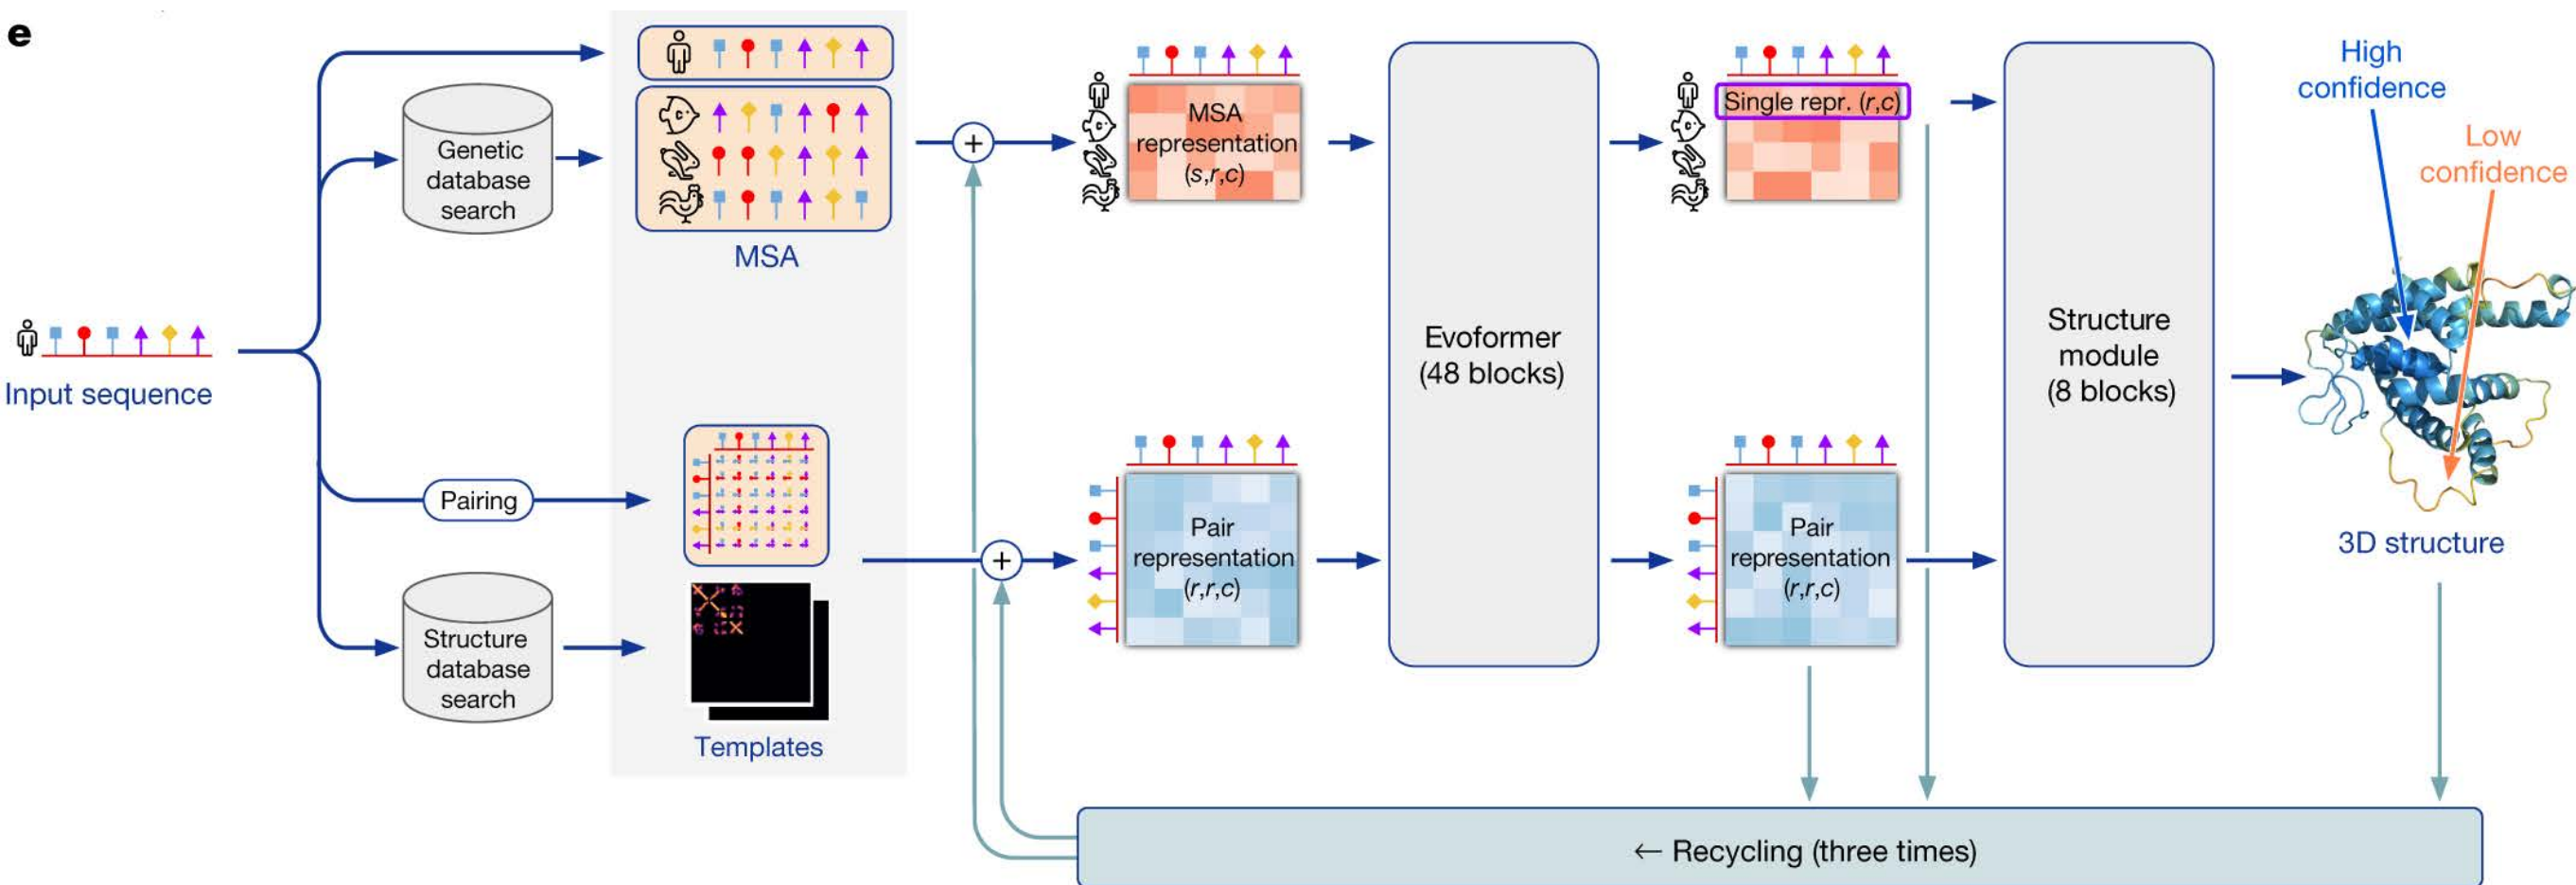 e
Input sequence
Genetic
database
search
Pairing
Structure
database
search
MSA
Templates
+
+
MSA
representation
(s,r,c)
Pair
representation
(r,r,c)
Evoformer
(48 blocks)
Single repr. (r,c)
Pair
representation
(r,r,c)
Structure
module
(8 blocks)
High
confidence
Low
confidence
3D structure
← Recycling (three times)